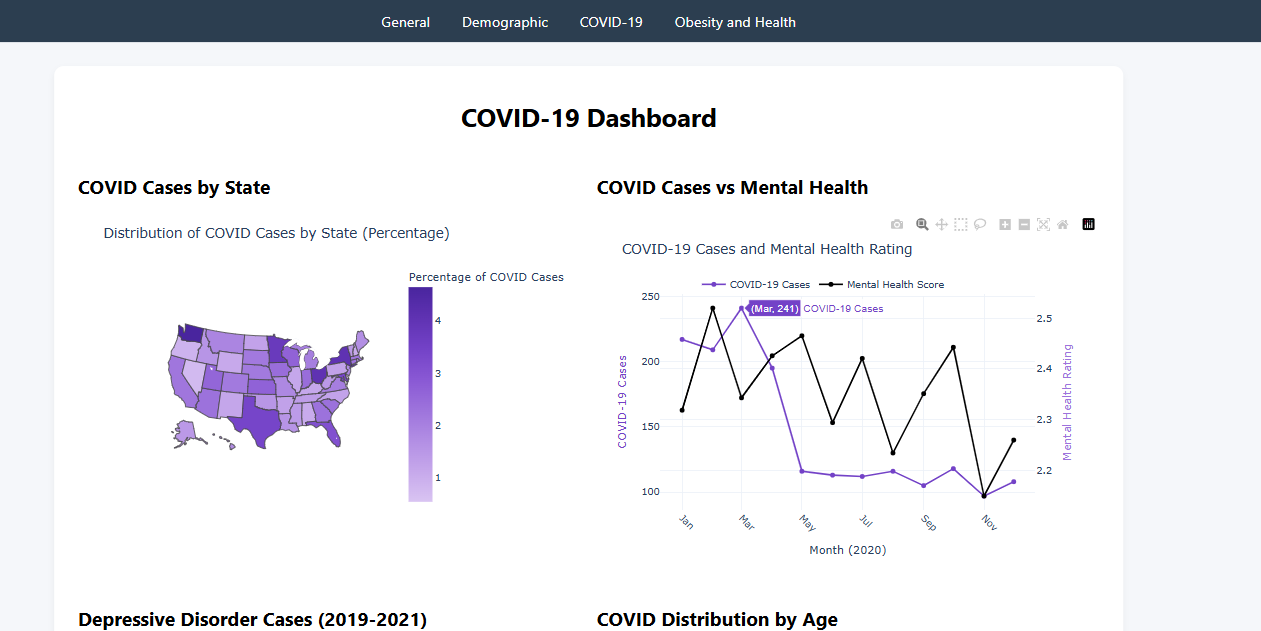 General Demographic COVID-19 Obesity and Health
COVID-19 Dashboard
COVID Cases by State
Distribution of COVID Cases by State (Percentage)
Percentage of COVID Cases
4
3
2
1
COVID Cases vs Mental Health
COVID-19 Cases and Mental Health Rating
COVID-19 Cases Mental Health Score
(Mar, 241) COVID-19 Cases
250
200
150
100
COVID-19 Cases
2.5
2.4
2.3
2.2
Mental Health Rating
Jan Mar May Jul Sep Nov
Month (2020)
Depressive Disorder Cases (2019-2021)
COVID Distribution by Age